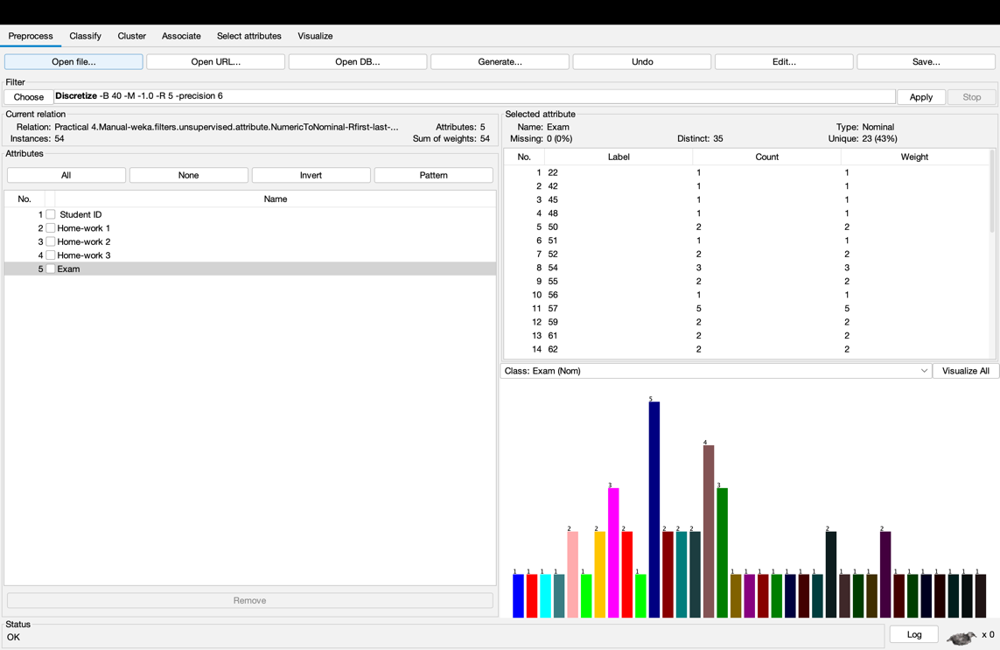 Preprocess Classify Cluster Associate Select attributes Visualize
Open file... Open URL... Open DB... Generate... Undo Edit... Save...
Filter
Choose Discretize -B 40 -M -1.0 -R 5 -precision 6 Apply Stop
Current relation
Relation: Practical 4.Manual-weka.filters.unsupervised.attribute.NumericToNominal-Rfirst-last-... Attributes: 5
Instances: 54 Sum of weights: 54
Attributes
All None Invert Pattern
No. Name
1 Student ID
2 Home-work 1
3 Home-work 2
4 Home-work 3
5 Exam
Remove
Selected attribute
Name: Exam Type: Nominal
Missing: 0 (0%) Distinct: 35 Unique: 23 (43%)
No. Label Count Weight
1 22 1 1
2 42 1 1
3 45 1 1
4 48 1 1
5 50 2 2
6 51 1 1
7 52 2 2
8 54 3 3
9 55 2 2
10 56 1 1
11 57 5 5
12 59 2 2
13 61 2 2
14 62 2 2
Class: Exam (Nom) Visualize All
1 1 1 1 2 1 2 3 2 1 5 2 2 2 4 3 1 1 1 1 1 1 1 2 1 1 1 2 1 1 1 1 1 1 1
Status
OK
Log x 0